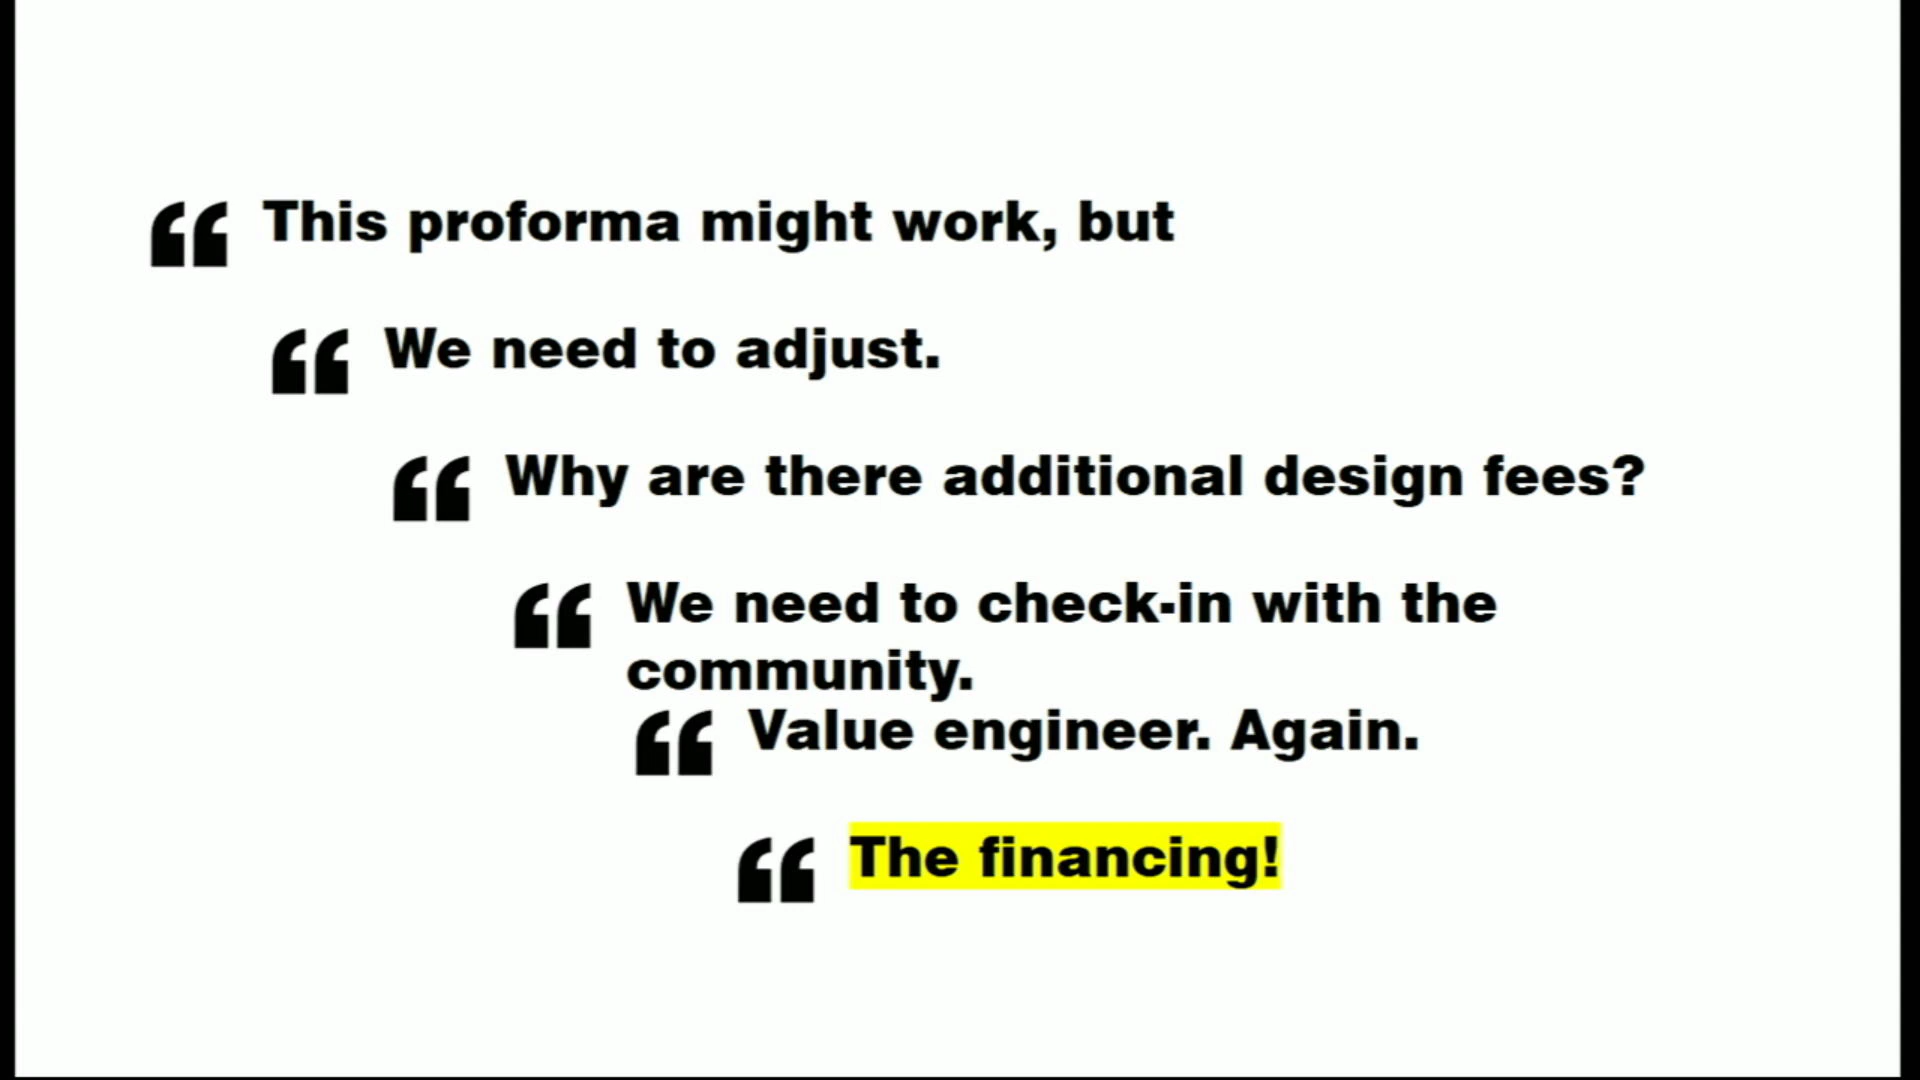 “ This proforma might work, but
“ We need to adjust.
“ Why are there additional design fees?
“ We need to check-in with the
community.
“ Value engineer. Again.
“ The financing!